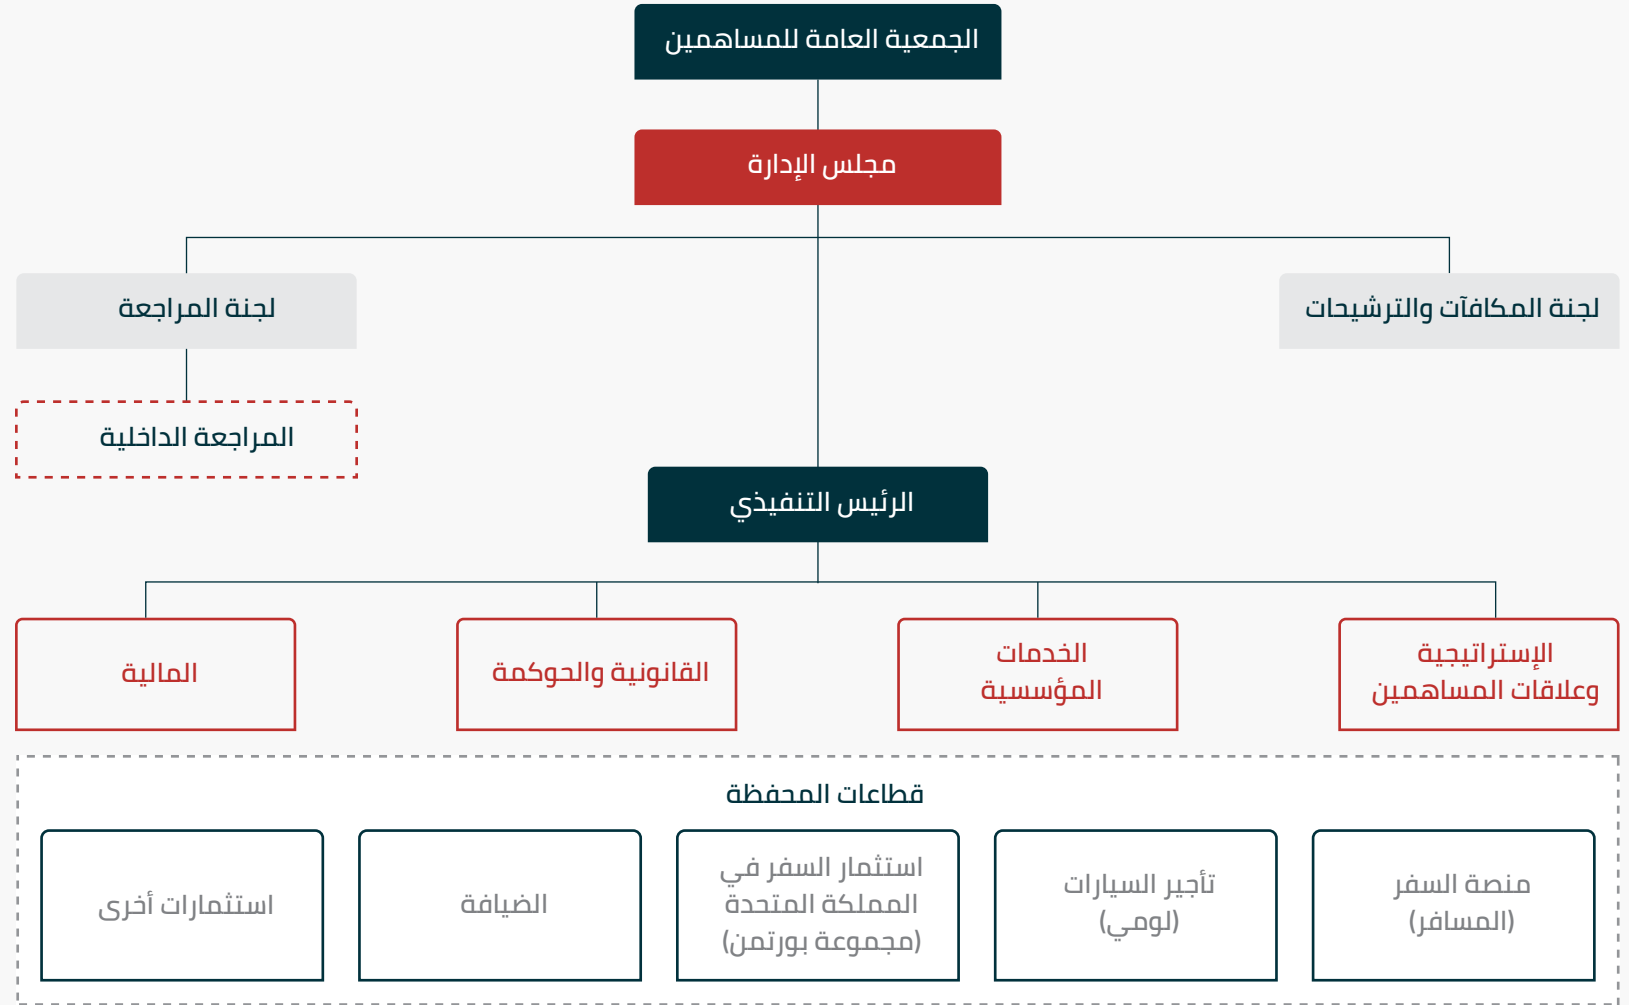 الجمعية العامة للمساهمين
مجلس الإدارة
لجنة المكافآت والترشيحات
لجنة المراجعة
المراجعة الداخلية
الرئيس التنفيذي
الإستراتيجية
وعلاقات المساهمين
الخدمات
المؤسسية
القانونية والحوكمة
المالية
قطاعات المحفظة
منصة السفر
(المسافر)
تأجير السيارات
(لومي)
استثمار السفر في
المملكة المتحدة
(مجموعة بورتمن)
الضيافة
استثمارات أخرى